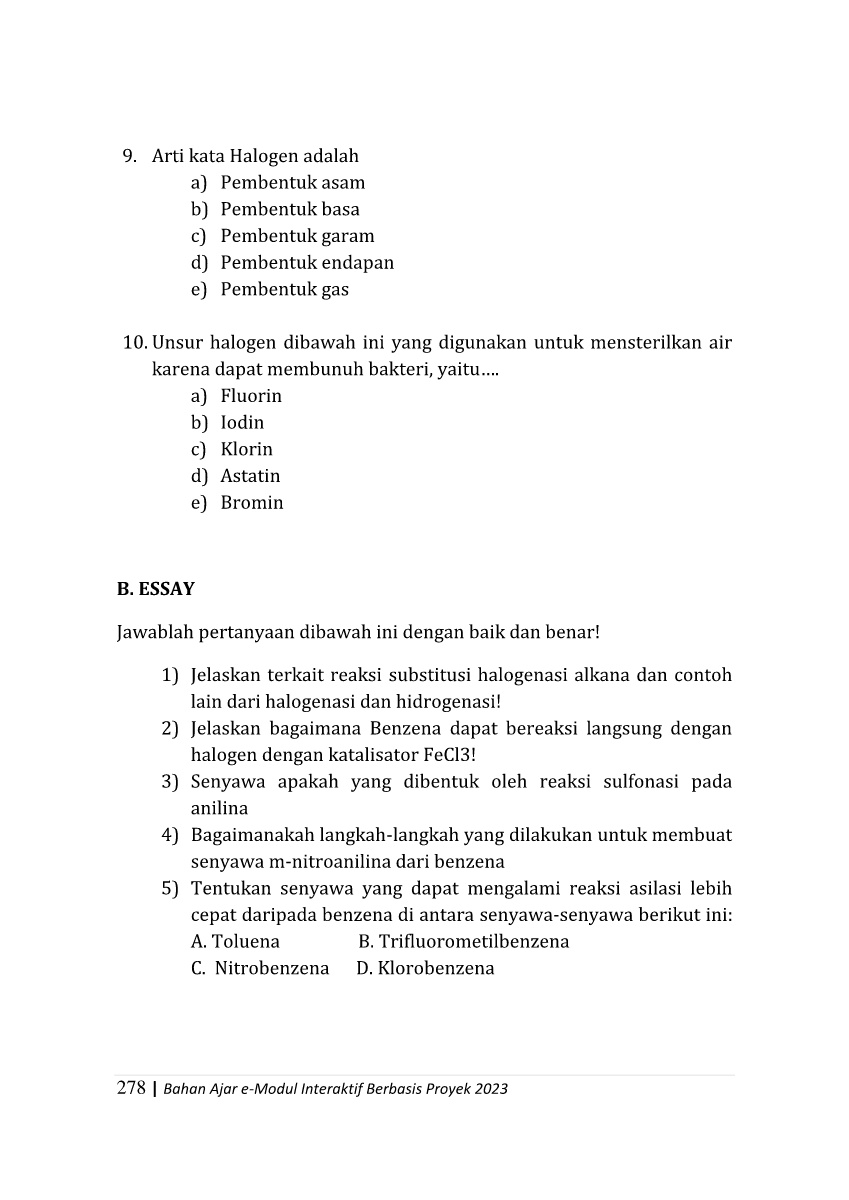 9. Arti kata Halogen adalah
a) Pembentuk asam
b) Pembentuk basa
c) Pembentuk garam
d) Pembentuk endapan
e) Pembentuk gas
10. Unsur halogen dibawah ini yang digunakan untuk mensterilkan air
karena dapat membunuh bakteri, yaitu….
a) Fluorin
b) Iodin
c) Klorin
d) Astatin
e) Bromin
B. ESSAY
Jawablah pertanyaan dibawah ini dengan baik dan benar!
1) Jelaskan terkait reaksi substitusi halogenasi alkana dan contoh
lain dari halogenasi dan hidrogenasi!
2) Jelaskan bagaimana Benzena dapat bereaksi langsung dengan
halogen dengan katalisator FeCl3!
3) Senyawa apakah yang dibentuk oleh reaksi sulfonasi pada
anilina
4) Bagaimanakah langkah-langkah yang dilakukan untuk membuat
senyawa m-nitroanilina dari benzena
5) Tentukan senyawa yang dapat mengalami reaksi asilasi lebih
cepat daripada benzena di antara senyawa-senyawa berikut ini:
A. Toluena B. Trifluorometilbenzena
C. Nitrobenzena D. Klorobenzena
278 | Bahan Ajar e-Modul Interaktif Berbasis Proyek 2023